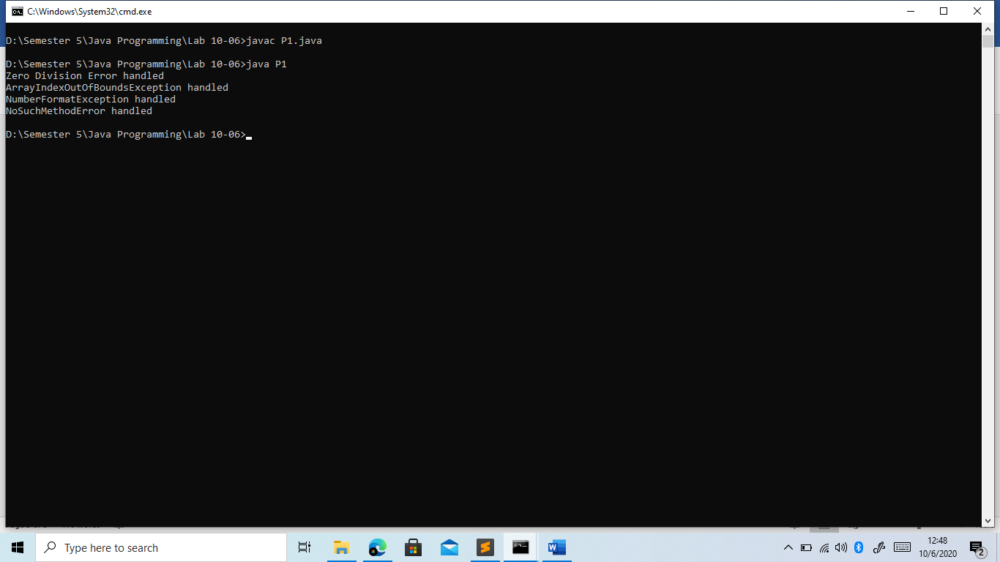 C:\Windows\System32\cmd.exe
D:\Semester 5\Java Programming\Lab 10-06>javac P1.java
D:\Semester 5\Java Programming\Lab 10-06>java P1
Zero Division Error handled
ArrayIndexOutOfBoundsException handled
NumberFormatException handled
NoSuchMethodError handled
D:\Semester 5\Java Programming\Lab 10-06>
Type here to search
12:48
10/6/2020
2